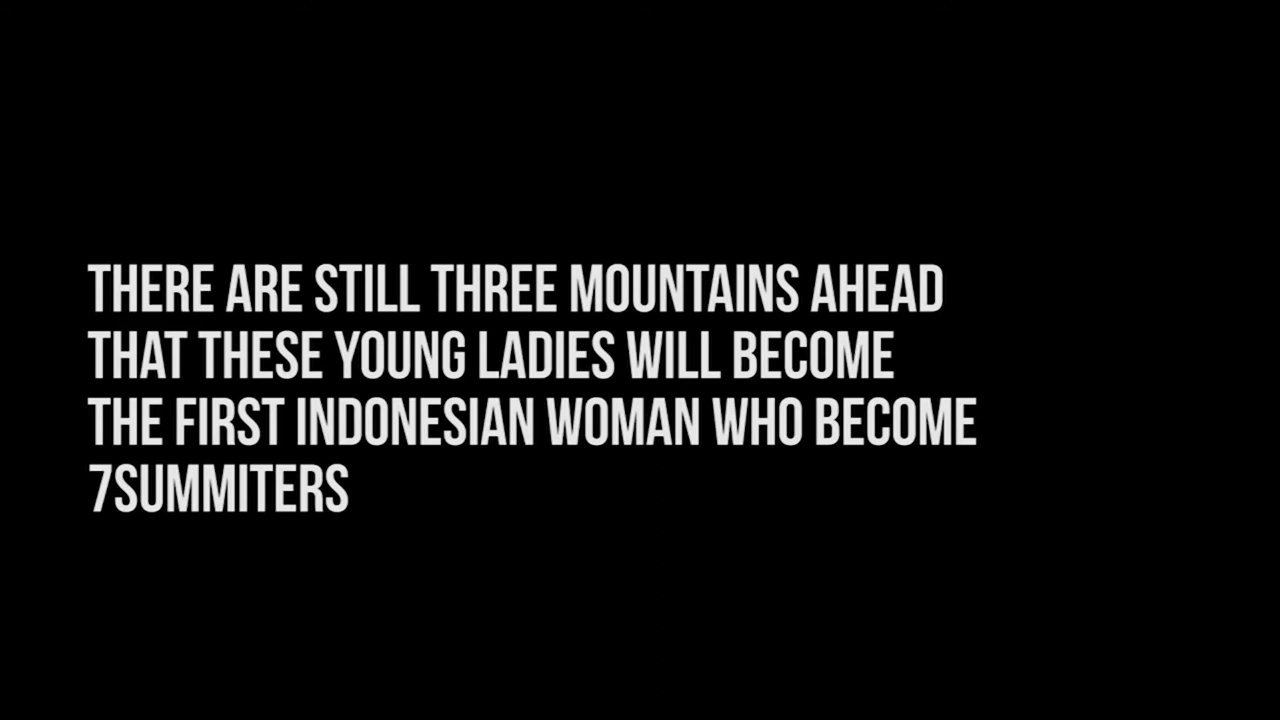 THERE ARE STILL THREE MOUNTAINS AHEAD
THAT THESE YOUNG LADIES WILL BECOME
THE FIRST INDONESIAN WOMAN WHO BECOME
7SUMMITERS